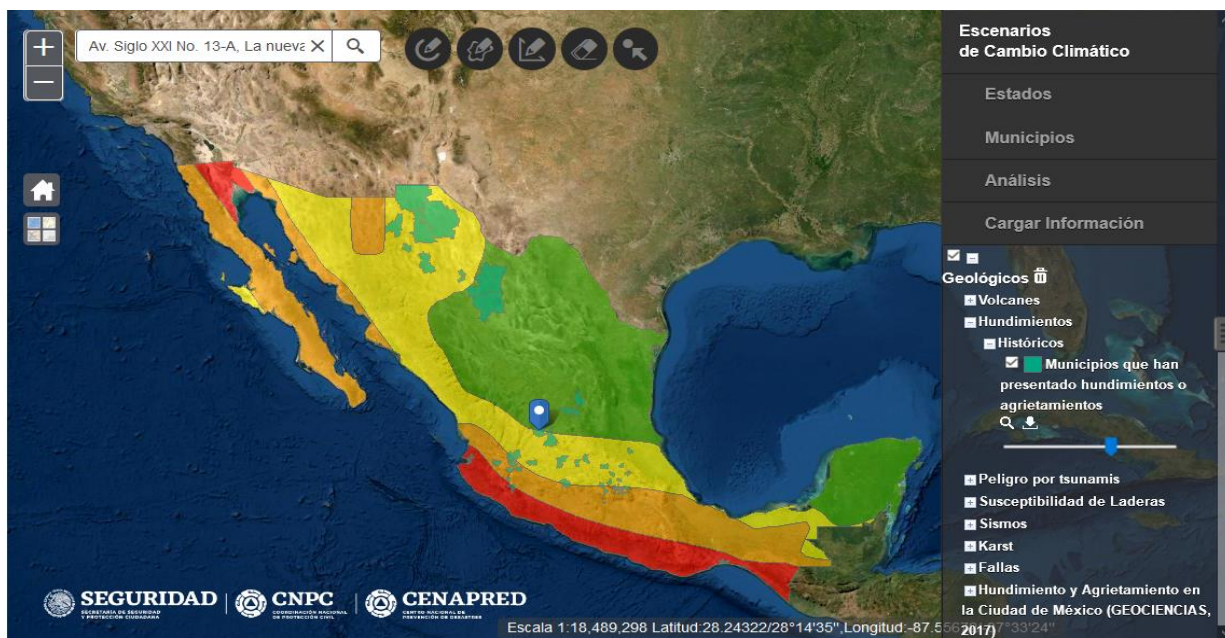 +
−
Av. Siglo XXI No. 13-A, La nueva
Escenarios
de Cambio Climático
Estados
Municipios
Análisis
Cargar Información
Geológicos
Volcanes
Hundimientos
Históricos
Municipios que han
presentado hundimientos o
agrietamientos
Peligro por tsunamis
Susceptibilidad de Laderas
Sismos
Karst
Fallas
Hundimiento y Agrietamiento en
la Ciudad de México (GEOCIENCIAS,
2017)
SEGURIDAD
SECRETARÍA DE SEGURIDAD
Y PROTECCIÓN CIUDADANA
CNPC
COORDINACIÓN NACIONAL
DE PROTECCIÓN CIVIL
CENAPRED
CENTRO NACIONAL DE
PREVENCIÓN DE DESASTRES
Escala 1:18,489,298 Latitud:28.24322/28°14'35",Longitud:-87.55